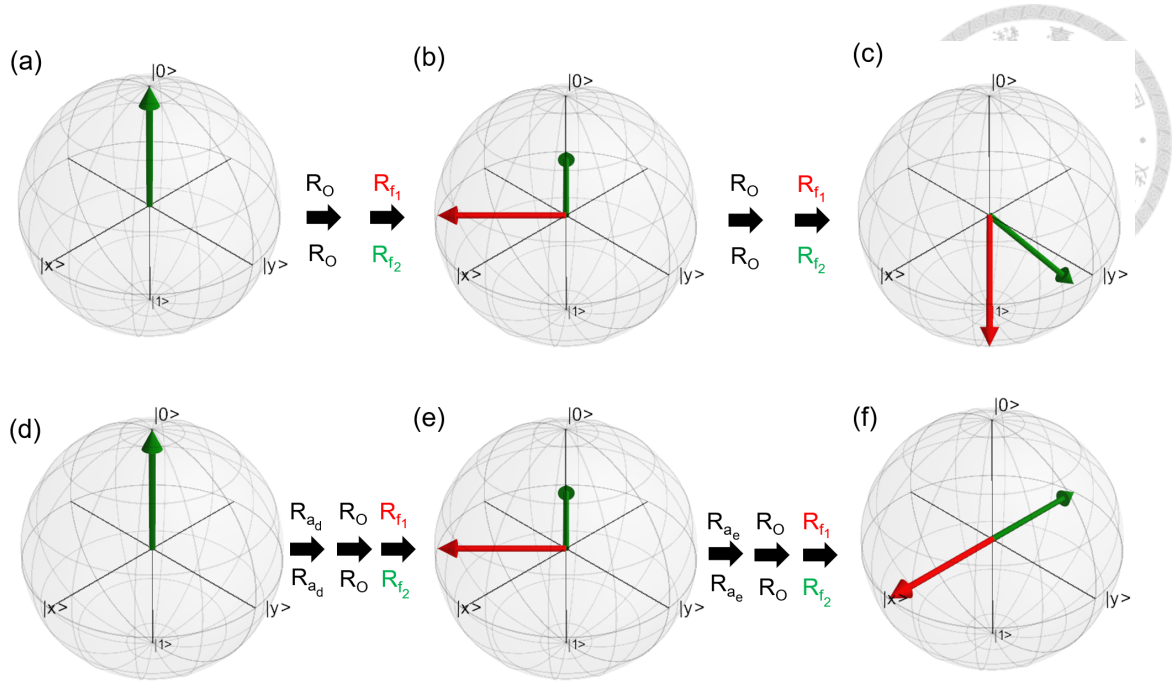 (a)
|0>
|x>
|y>
|1>
R_O R_f1
R_O R_f2
(b)
|0>
|x>
|y>
|1>
R_O R_f1
R_O R_f2
(c)
|0>
|x>
|y>
|1>
(d)
|0>
|x>
|y>
|1>
R_ad R_O R_f1
R_ad R_O R_f2
(e)
|0>
|x>
|y>
|1>
R_ae R_O R_f1
R_ae R_O R_f2
(f)
|0>
|x>
|y>
|1>